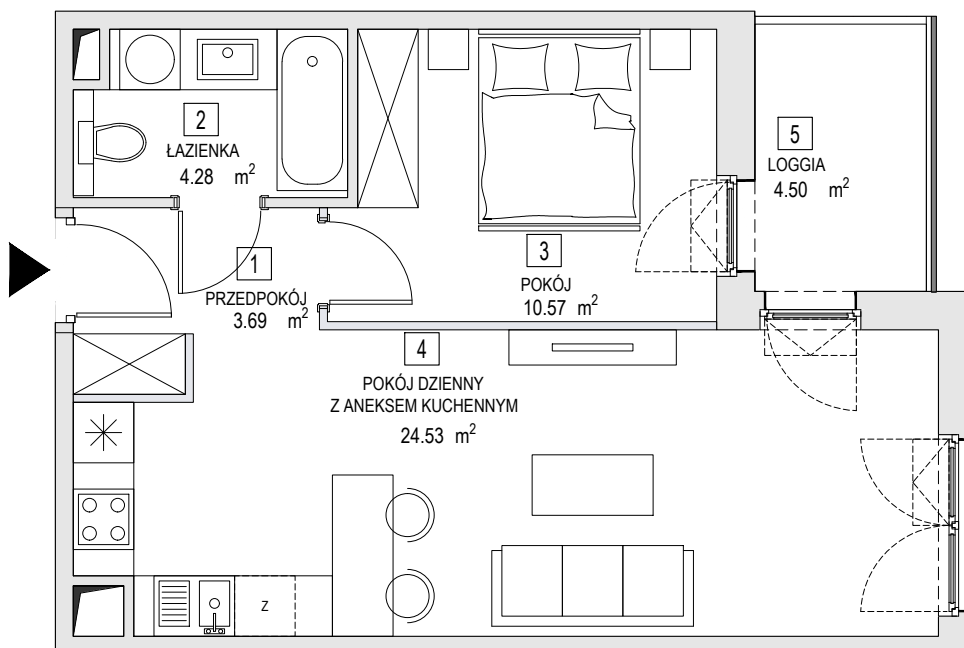 2
ŁAZIENKA
4.28 m²
5
LOGGIA
4.50 m²
1
PRZEDPOKÓJ
3.69 m²
3
POKÓJ
10.57 m²
4
POKÓJ DZIENNY
Z ANEKSEM KUCHENNYM
24.53 m²
Z